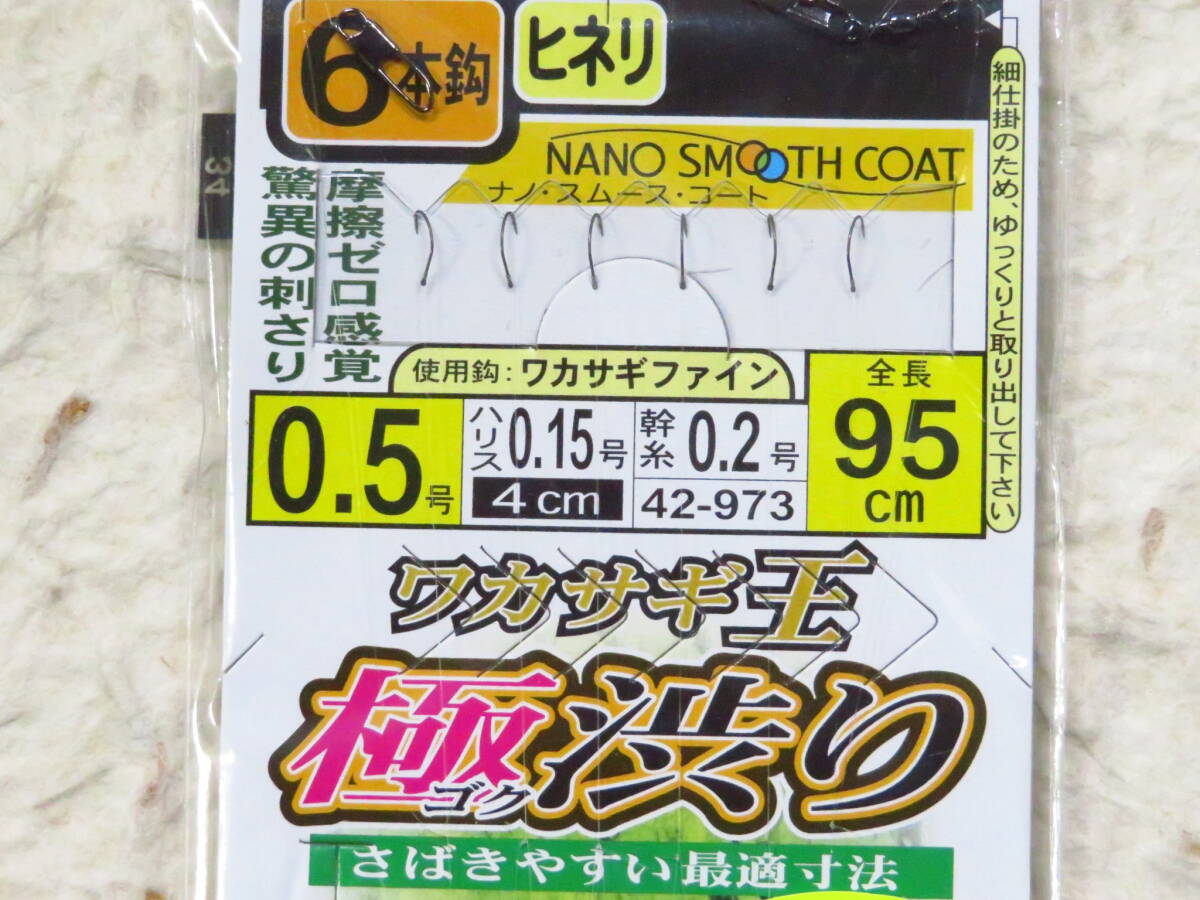 6本鈎
ヒネリ
NANO SMOOTH COAT
ナノ・スムース・コート
細仕掛のため、ゆっくりと取り出して下さい
34
摩擦ゼロ感覚
驚異の刺さり
使用鈎：ワカサギファイン
0.5号
ハリス0.15号
4cm
幹糸0.2号
42-973
全長
95
cm
ワカサギ王
極渋り
ゴク
さばきやすい最適寸法